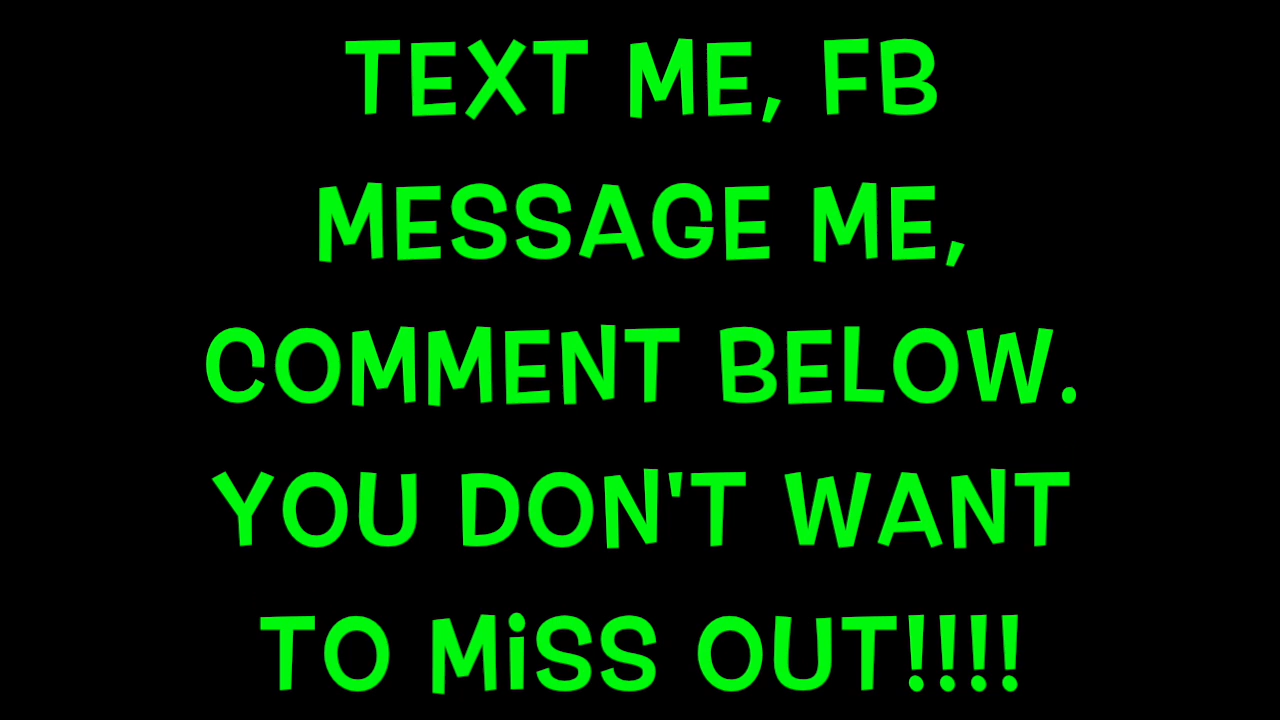 TEXT ME, FB
MESSAGE ME,
COMMENT BELOW.
YOU DON'T WANT
TO MiSS OUT!!!!